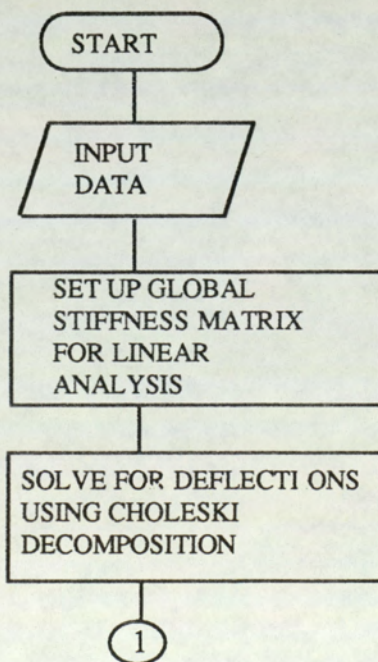 START
INPUT
DATA
SET UP GLOBAL
STIFFNESS MATRIX
FOR LINEAR
ANALYSIS
SOLVE FOR DEFLECTI ONS
USING CHOLESKI
DECOMPOSITION
1